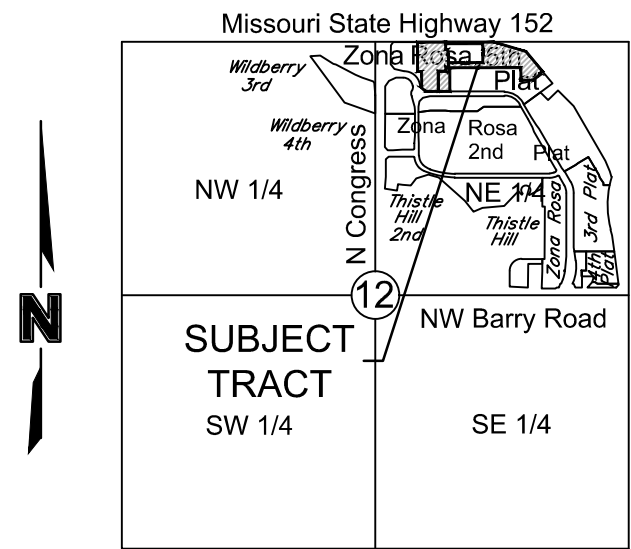 Missouri State Highway 152
Zona Rosa 5th
Plat
Wildberry
3rd
Wildberry
4th
Zona Rosa
2nd Plat
NW 1/4
N Congress
NE 1/4
Thistle
Hill
2nd
Thistle
Hill
Zona Rosa
3rd Plat
4th
Plat
N
12
NW Barry Road
SUBJECT
TRACT
SW 1/4
SE 1/4